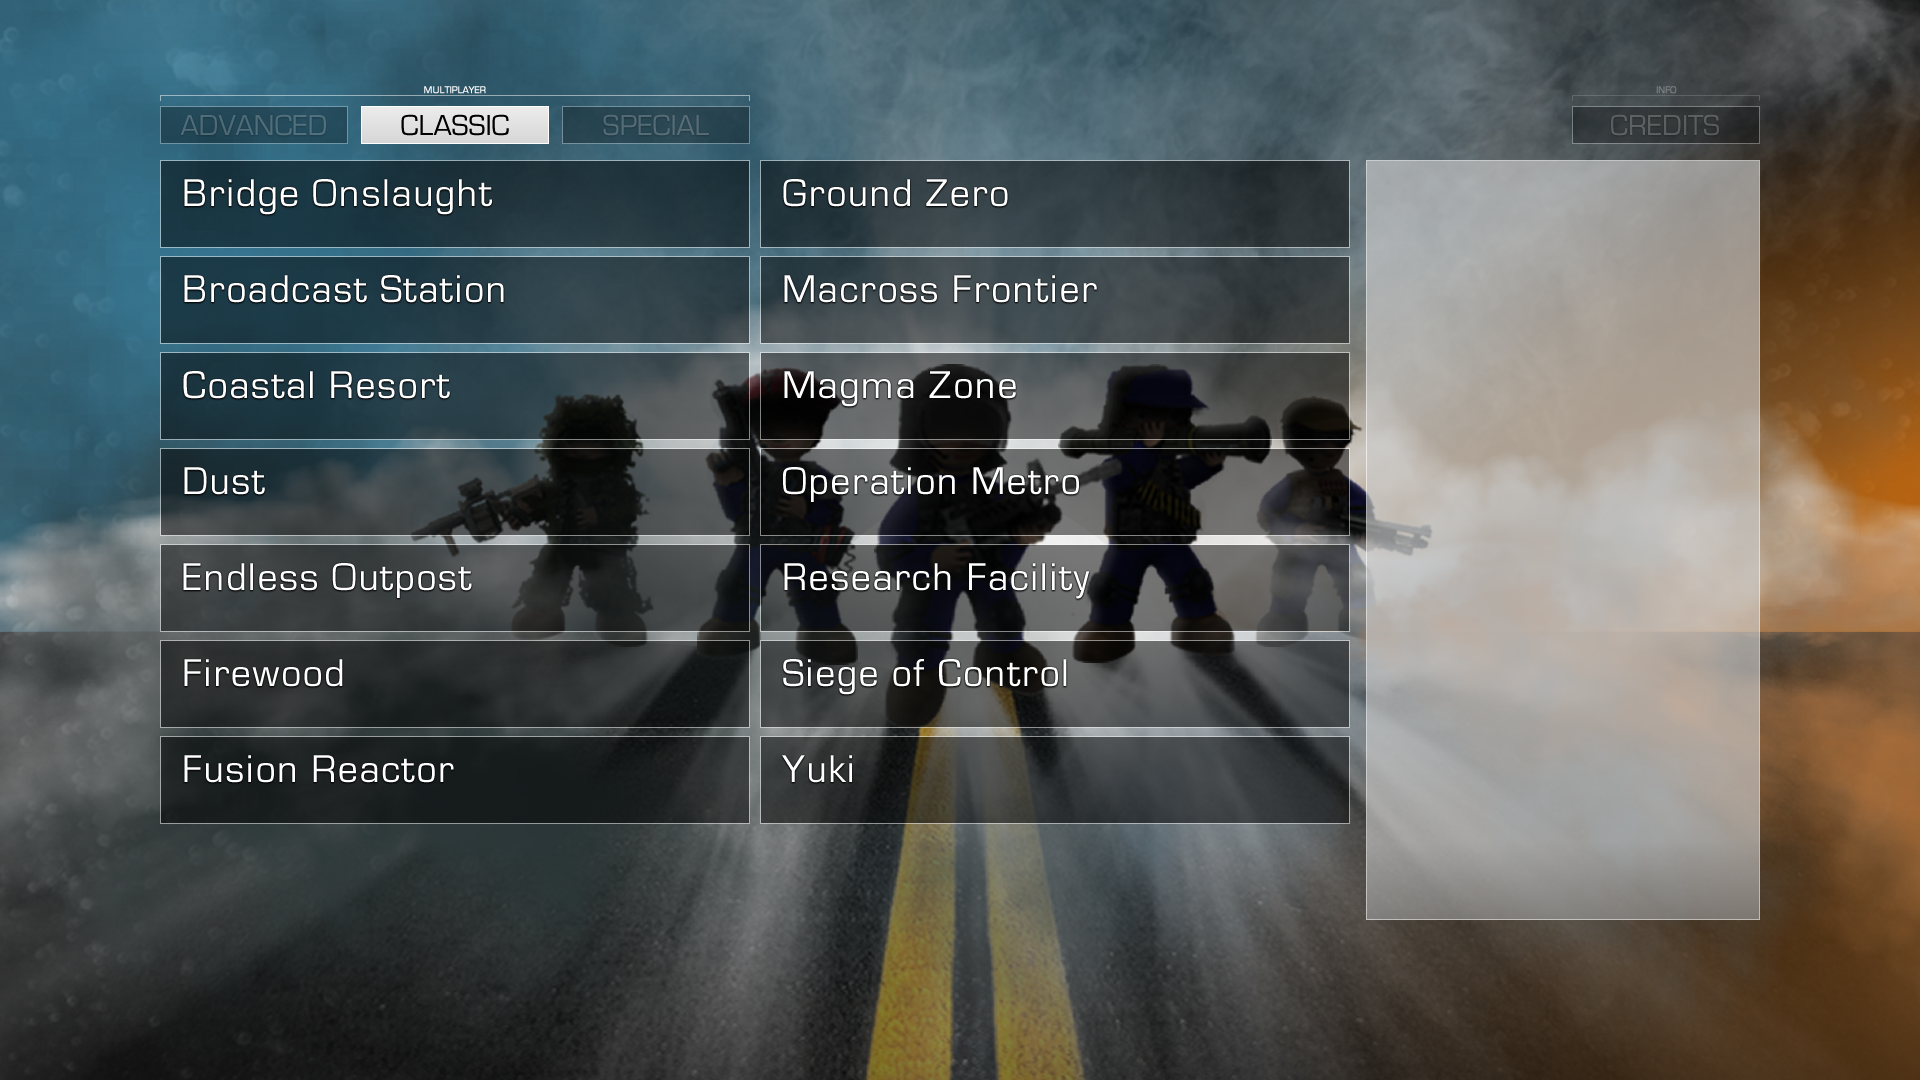 MULTIPLAYER
INFO
ADVANCED
CLASSIC
SPECIAL
CREDITS
Bridge Onslaught
Ground Zero
Broadcast Station
Macross Frontier
Coastal Resort
Magma Zone
Dust
Operation Metro
Endless Outpost
Research Facility
Firewood
Siege of Control
Fusion Reactor
Yuki